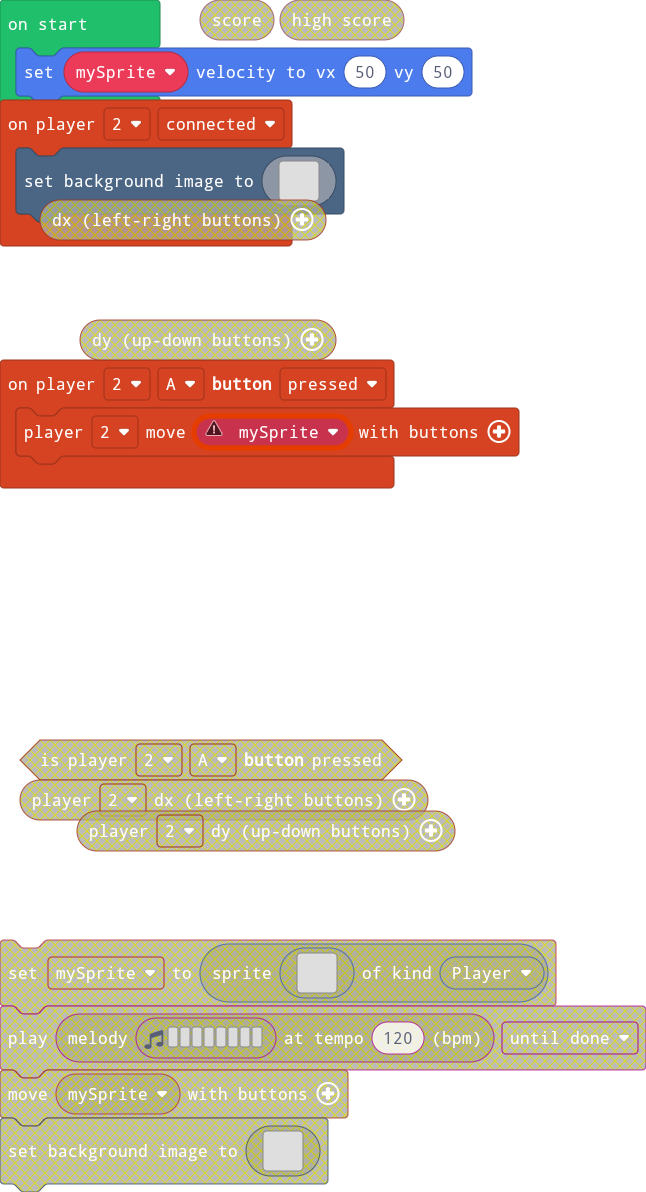 on start
score
high score
set mySprite velocity to vx 50 vy 50
on player 2 connected
set background image to
dx (left-right buttons)
dy (up-down buttons)
on player 2 A button pressed
player 2 move mySprite with buttons
is player 2 A button pressed
player 2 dx (left-right buttons)
player 2 dy (up-down buttons)
set mySprite to sprite of kind Player
play melody at tempo 120 (bpm) until done
move mySprite with buttons
set background image to